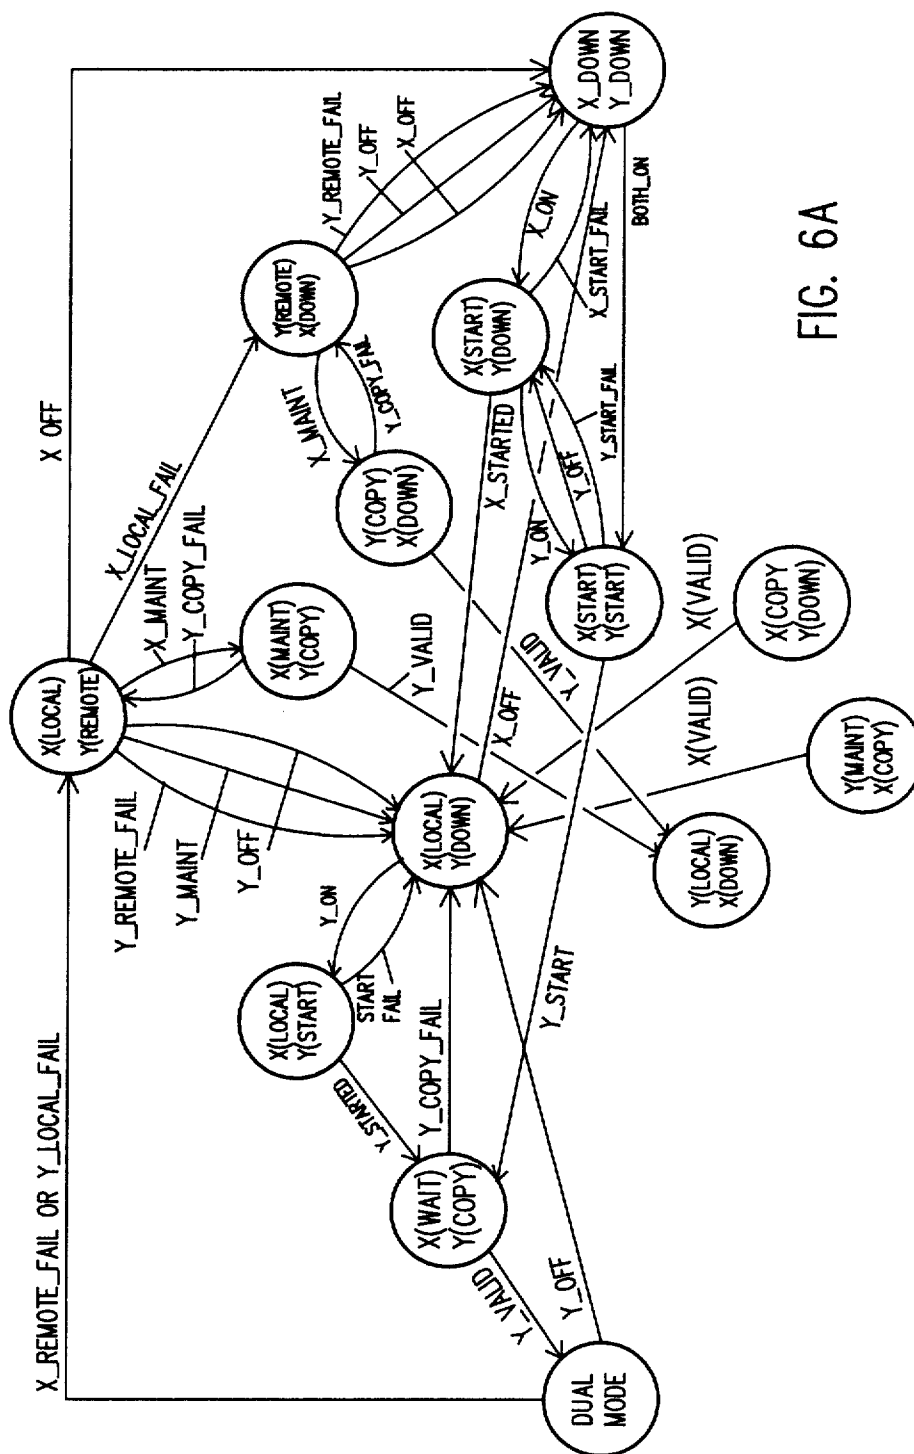 X_REMOTE_FAIL OR Y_LOCAL_FAIL
X_OFF
X(LOCAL)
Y(REMOTE)
X_LOCAL_FAIL
X_MAINT
Y_COPY_FAIL
Y_REMOTE_FAIL
Y_MAINT
Y_OFF
X(MAINT)
Y(COPY)
Y_VALID
Y(REMOTE)
X(DOWN)
Y_REMOTE_FAIL
Y_OFF
X_OFF
X_MAINT
Y_COPY_FAIL
Y(COPY)
X(DOWN)
Y_VALID
X(LOCAL)
Y(START)
Y_ON
START
FAIL
Y_STARTED
X(WAIT)
Y(COPY)
Y_COPY_FAIL
Y_VALID
X(LOCAL)
Y(DOWN)
X_STARTED
X_OFF
X(START)
Y(DOWN)
X_ON
X_START_FAIL
Y_ON
Y_OFF
Y_START_FAIL
X(START)
Y(START)
X_DOWN
Y_DOWN
BOTH_ON
DUAL
MODE
Y_OFF
Y_START
Y(LOCAL)
X(DOWN)
X(VALID)
X(VALID)
Y(MAINT)
X(COPY)
X(COPY
Y(DOWN)
FIG. 6A